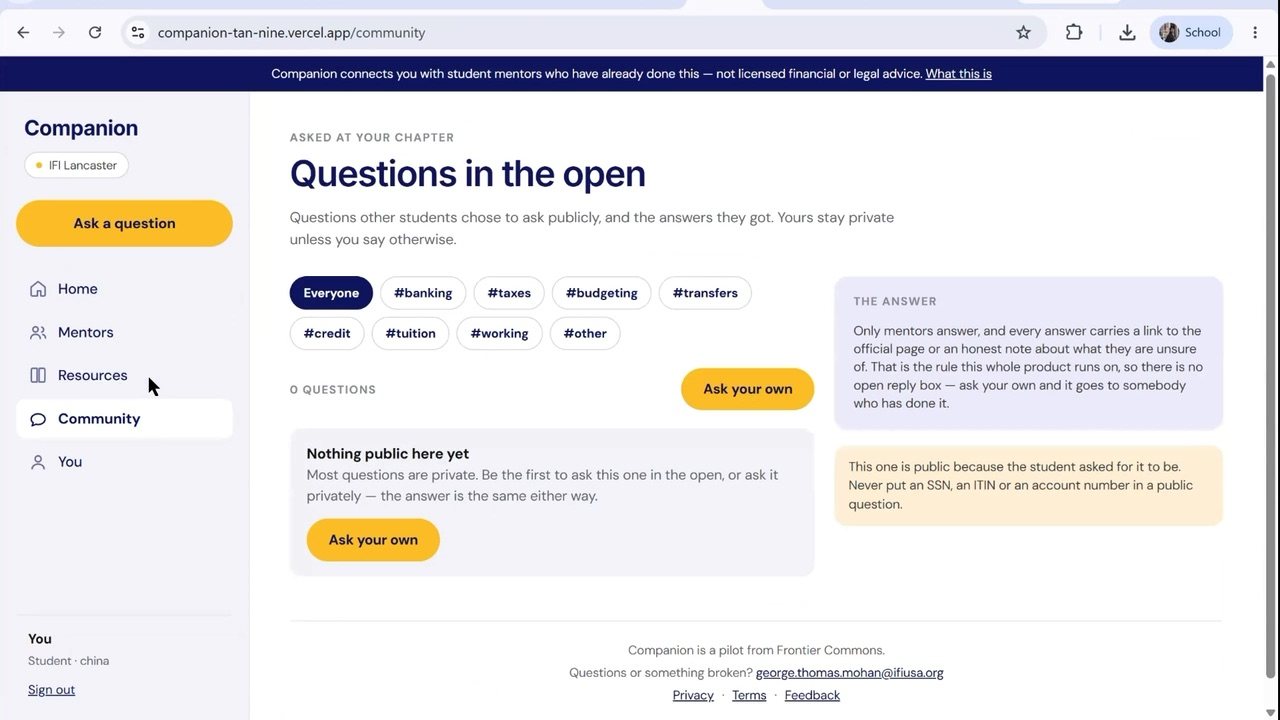 companion-tan-nine.vercel.app/community
School
Companion connects you with student mentors who have already done this — not licensed financial or legal advice. What this is
Companion
IFI Lancaster
Ask a question
Home
Mentors
Resources
Community
You
You
Student · china
Sign out
ASKED AT YOUR CHAPTER
Questions in the open
Questions other students chose to ask publicly, and the answers they got. Yours stay private
unless you say otherwise.
Everyone #banking #taxes #budgeting #transfers
#credit #tuition #working #other
0 QUESTIONS
Ask your own
Nothing public here yet
Most questions are private. Be the first to ask this one in the open, or ask it
privately — the answer is the same either way.
Ask your own
THE ANSWER
Only mentors answer, and every answer carries a link to the
official page or an honest note about what they are unsure
of. That is the rule this whole product runs on, so there is no
open reply box — ask your own and it goes to somebody
who has done it.
This one is public because the student asked for it to be.
Never put an SSN, an ITIN or an account number in a public
question.
Companion is a pilot from Frontier Commons.
Questions or something broken? george.thomas.mohan@ifiusa.org
Privacy · Terms · Feedback